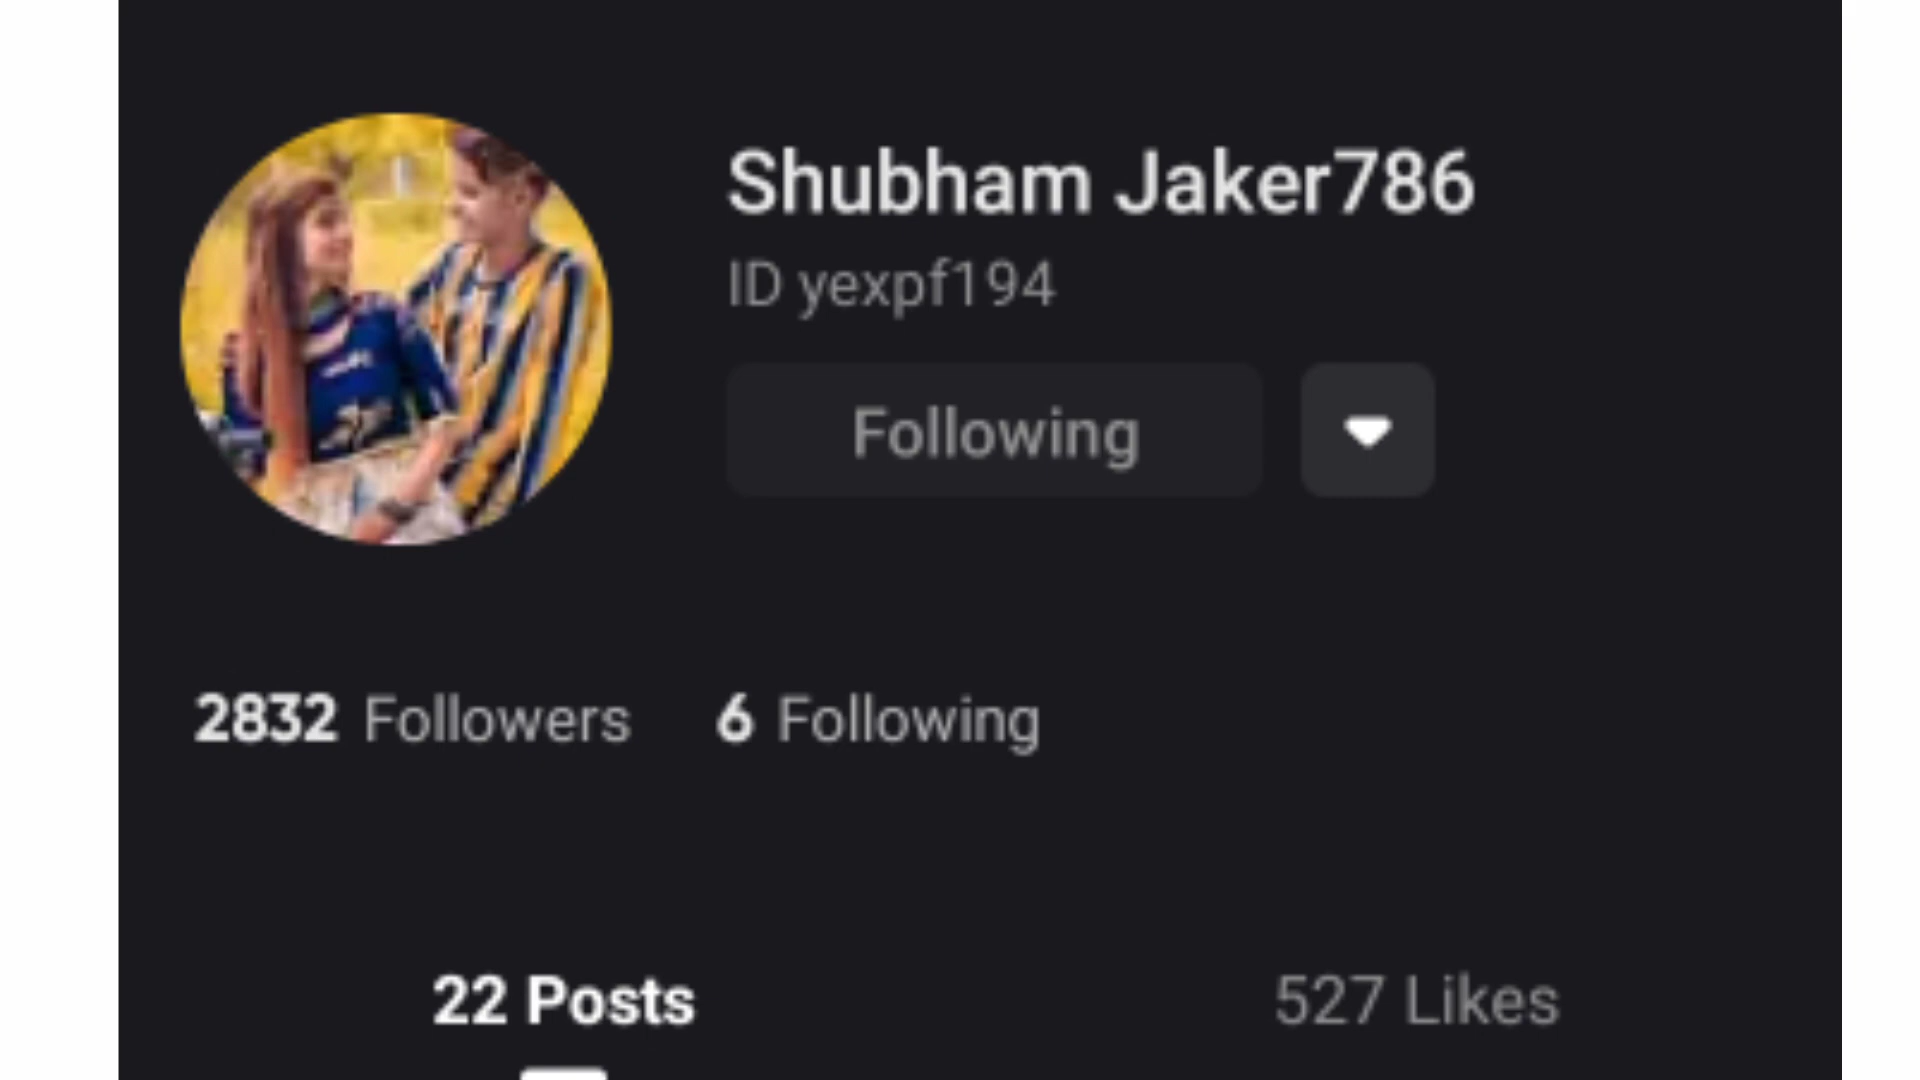 Shubham Jaker786
ID yexpf194
Following
2832 Followers 6 Following
22 Posts 527 Likes